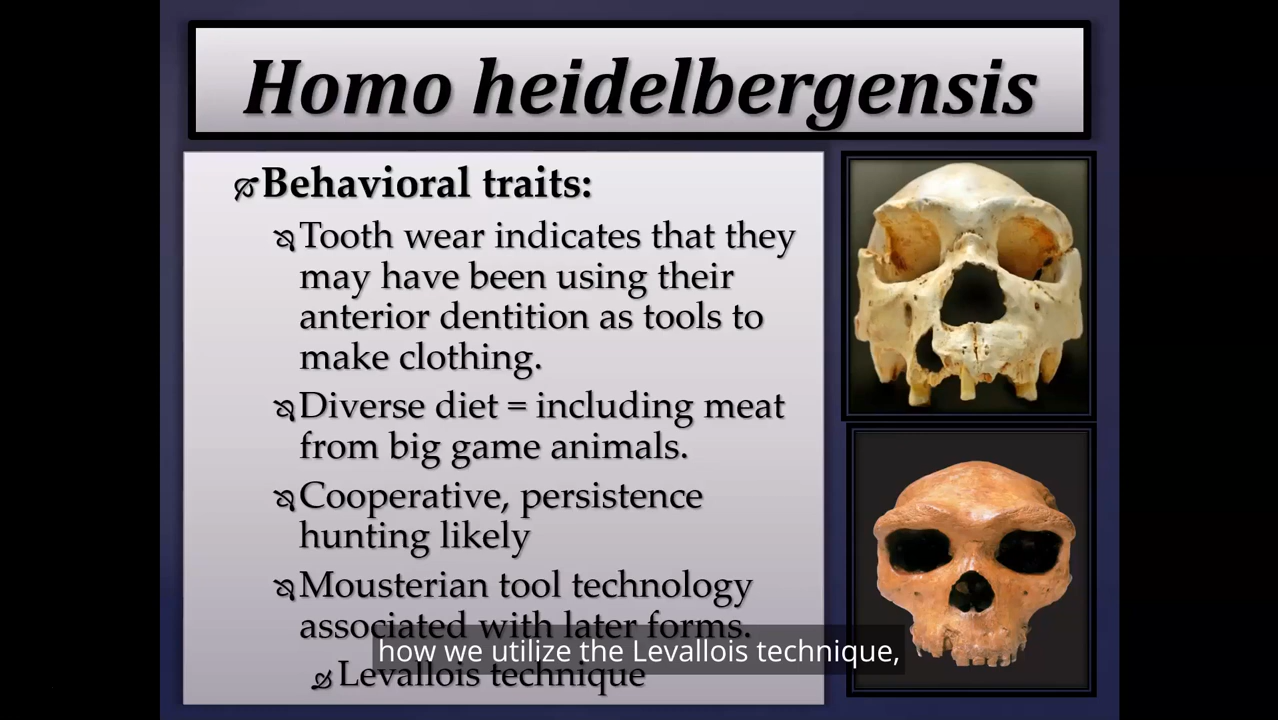 Homo heidelbergensis
Behavioral traits:
Tooth wear indicates that they
may have been using their
anterior dentition as tools to
make clothing.
Diverse diet = including meat
from big game animals.
Cooperative, persistence
hunting likely
Mousterian tool technology
associated with later forms.
how we utilize the Levallois technique,
Levallois technique